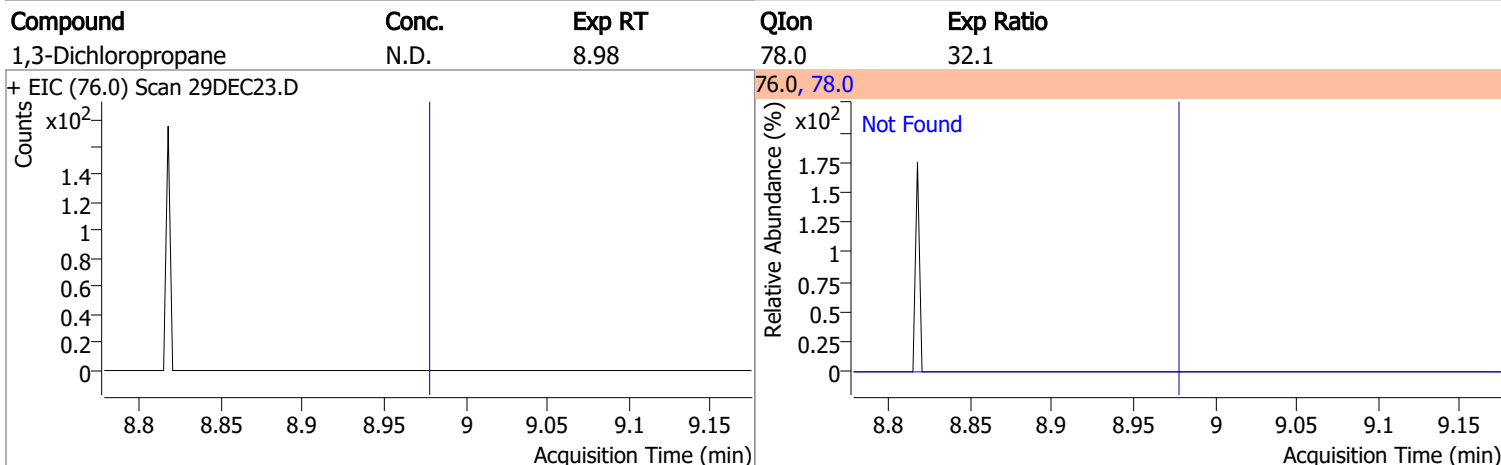 Compound Conc. Exp RT QIon Exp Ratio
1,3-Dichloropropane N.D. 8.98 78.0 32.1
+ EIC (76.0) Scan 29DEC23.D
Counts
x10²
1.4
1.2
1
0.8
0.6
0.4
0.2
0
8.8 8.85 8.9 8.95 9 9.05 9.1 9.15
Acquisition Time (min)
76.0, 78.0
Relative Abundance (%)
x10²
Not Found
1.75
1.5
1.25
1
0.75
0.5
0.25
0
8.8 8.85 8.9 8.95 9 9.05 9.1 9.15
Acquisition Time (min)